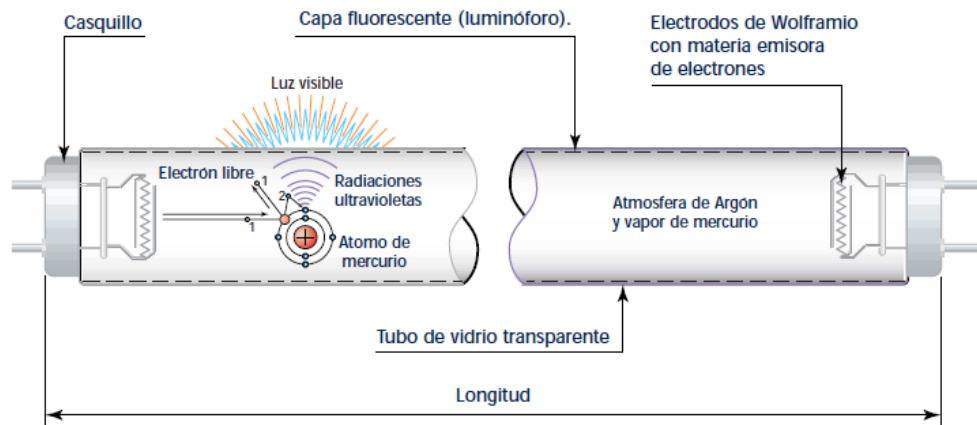 Casquillo
Capa fluorescente (luminóforo).
Electrodos de Wolframio
con materia emisora
de electrones
Luz visible
Electrón libre
1
2
1
Radiaciones
ultravioletas
Atomo de
mercurio
Atmosfera de Argón
y vapor de mercurio
Tubo de vidrio transparente
Longitud